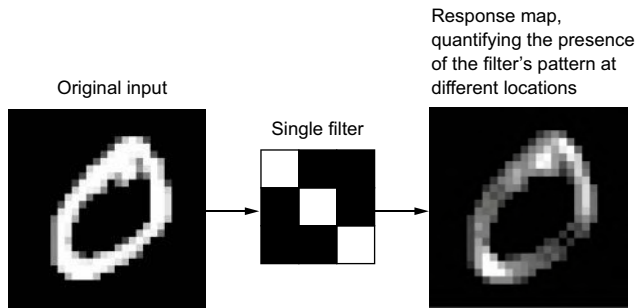 Original input
Single filter
Response map,
quantifying the presence
of the filter's pattern at
different locations